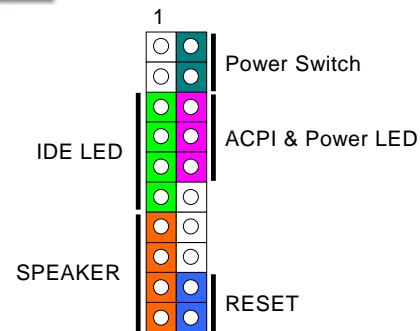 1
Power Switch
IDE LED
ACPI & Power LED
SPEAKER
RESET